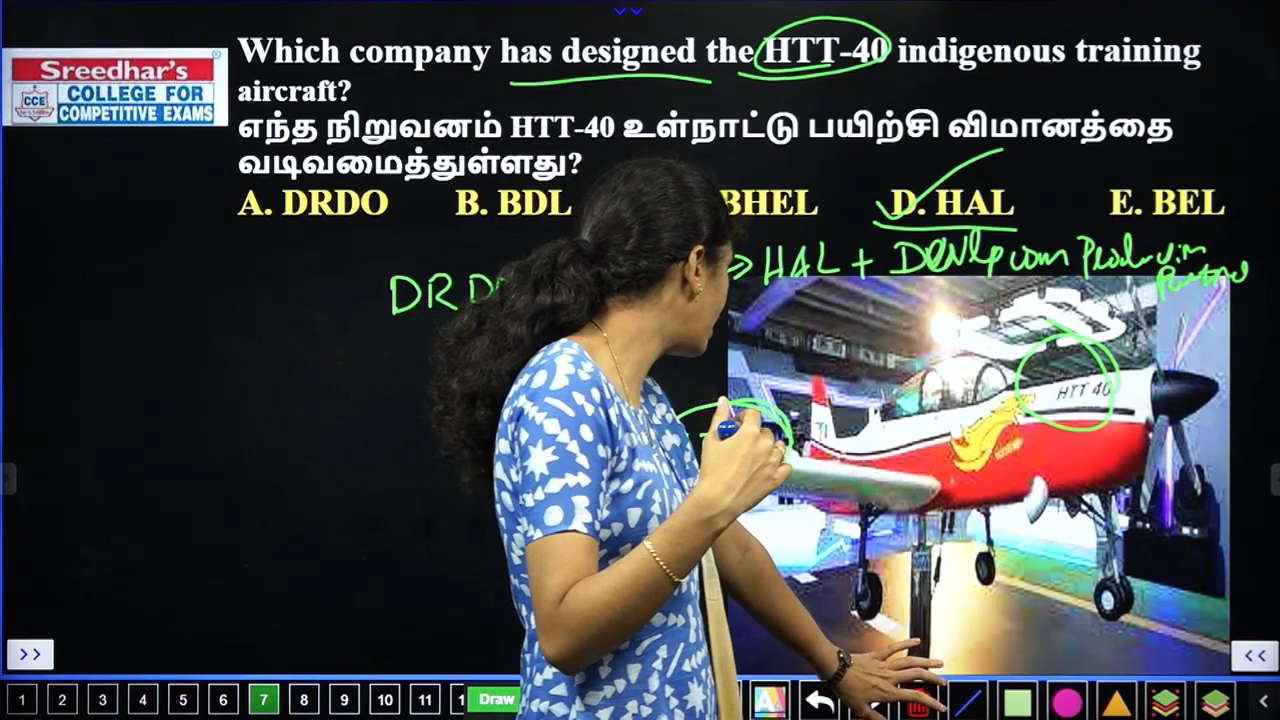 Which company has designed the HTT-40 indigenous training
aircraft?
Sreedhar's
CCE
COLLEGE FOR
COMPETITIVE EXAMS
எந்த நிறுவனம் HTT-40 உள்நாட்டு பயிற்சி விமானத்தை
வடிவமைத்துள்ளது?
A. DRDO B. BDL BHEL D. HAL E. BEL
HAL +
HTT 40
>> <<
1 2 3 4 5 6 7 8 9 10 11 1 Draw